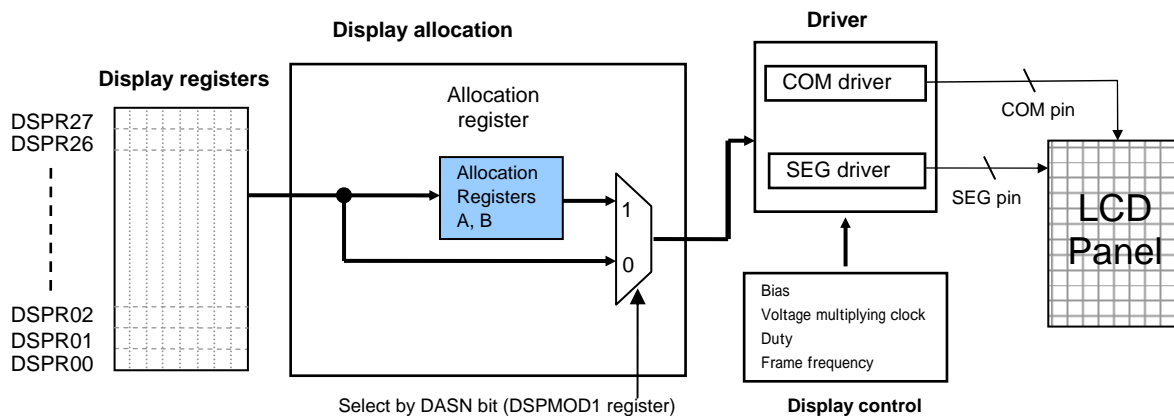 Display registers
DSPR27
DSPR26
DSPR02
DSPR01
DSPR00
Display allocation
Allocation
register
Allocation
Registers
A, B
1
0
Select by DASN bit (DSPMOD1 register)
Driver
COM driver
SEG driver
COM pin
SEG pin
LCD
Panel
Bias
Voltage multiplying clock
Duty
Frame frequency
Display control